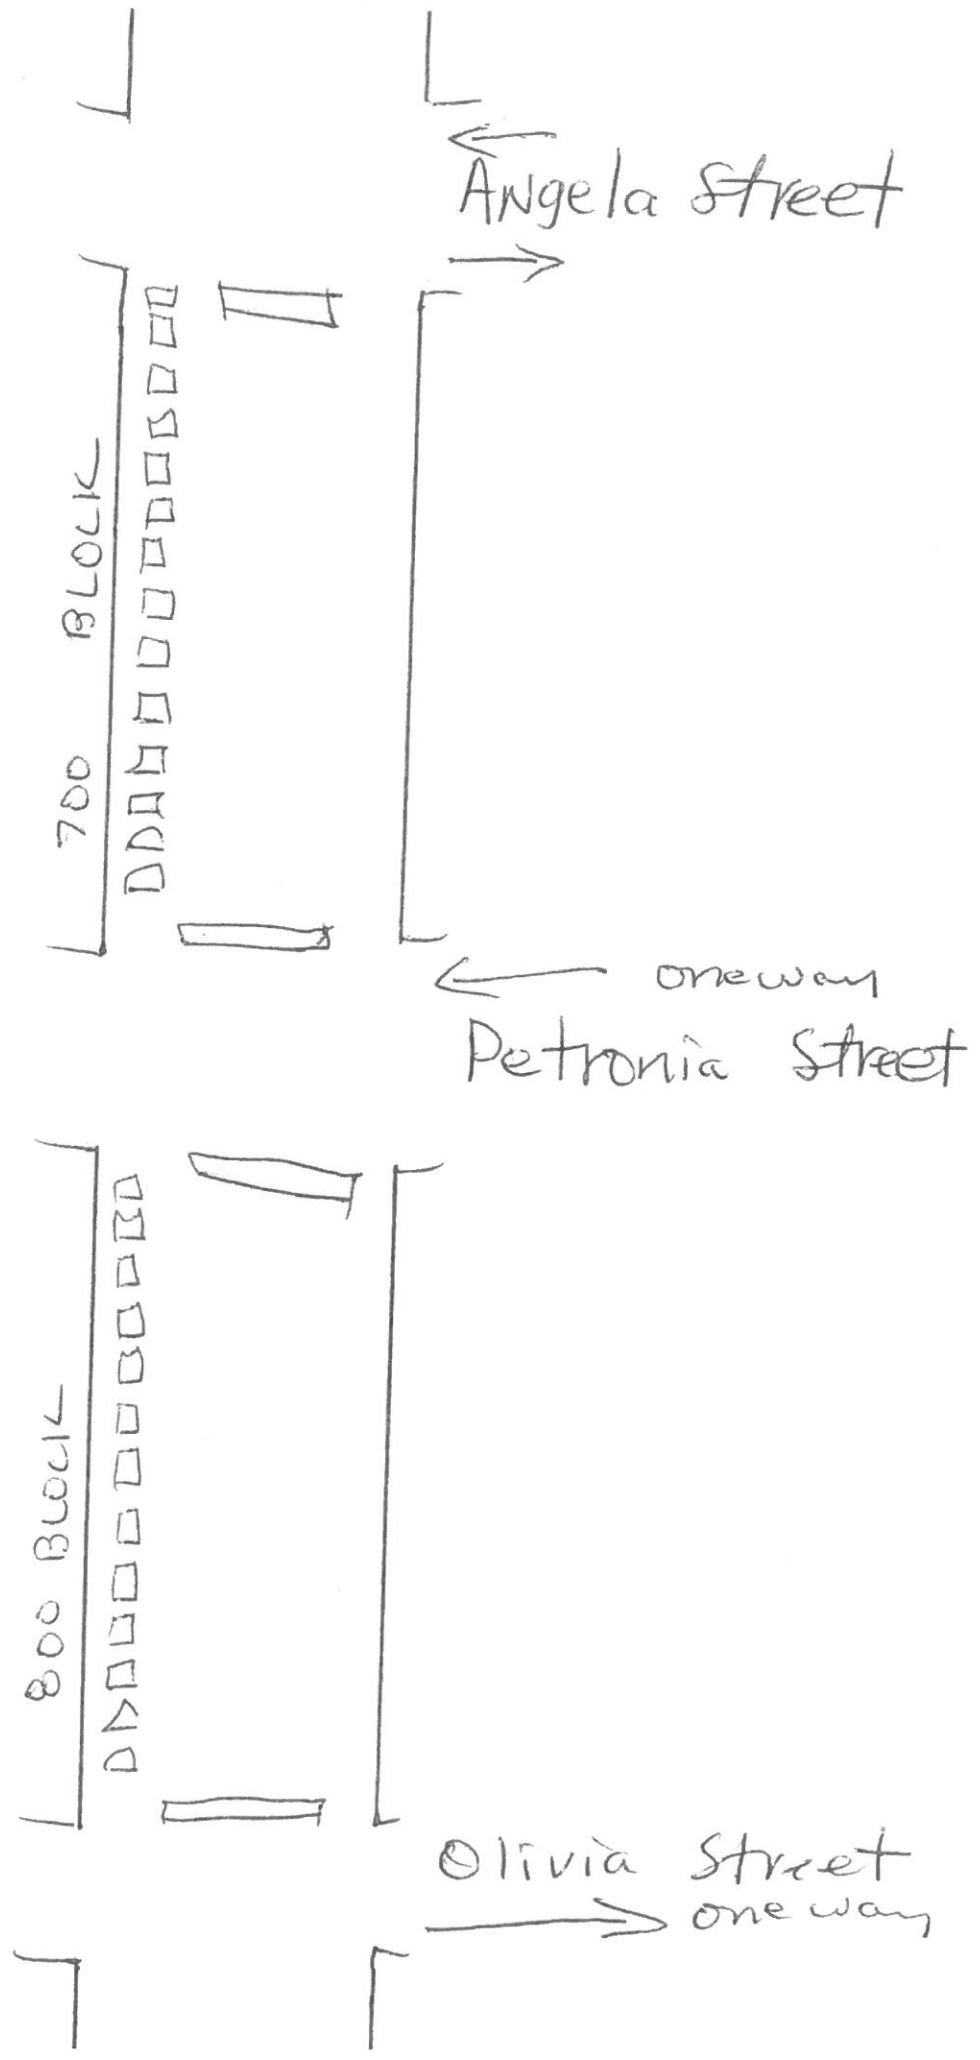 Angela Street
700 BLOCK
one way
Petronia Street
800 BLOCK
Olivia Street
one way